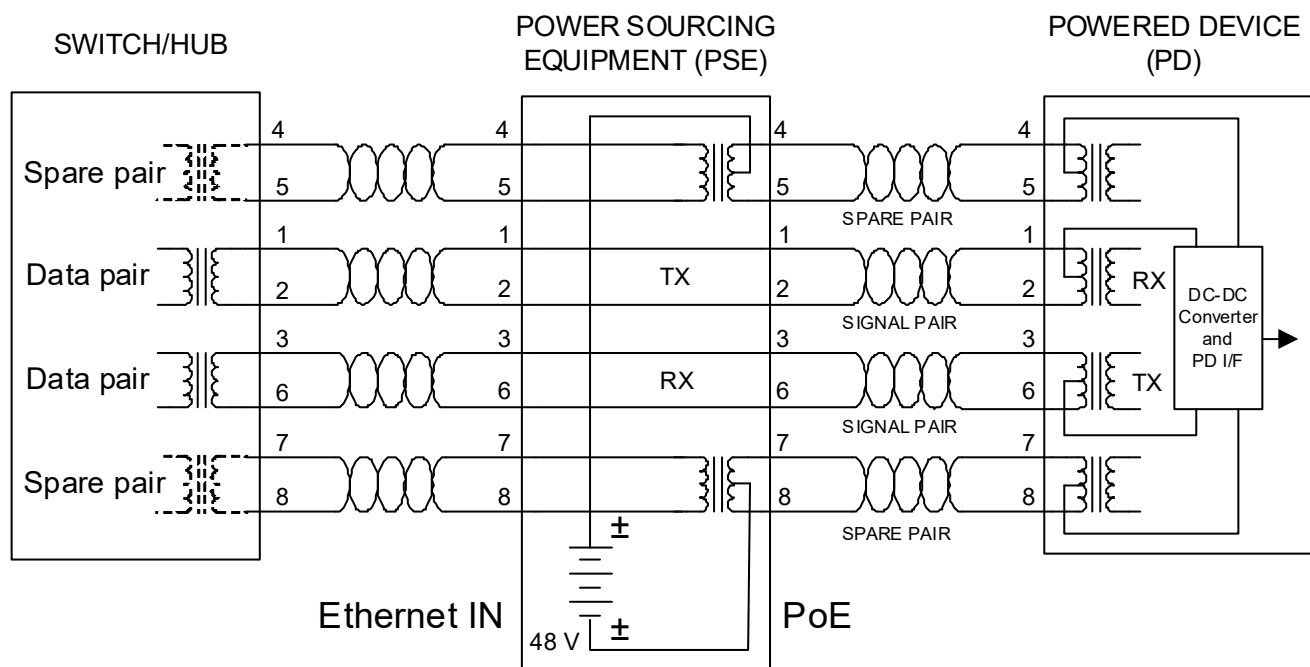 SWITCH/HUB
POWER SOURCING
EQUIPMENT (PSE)
POWERED DEVICE
(PD)
4 4 4 4
Spare pair
5 5 5 5
SPARE PAIR
1 1 1 1
Data pair TX RX
2 2 2 2
SIGNAL PAIR
DC-DC
Converter
and
PD I/F
3 3 3 3
Data pair RX TX
6 6 6 6
SIGNAL PAIR
7 7 7 7
Spare pair
8 8 8 8
SPARE PAIR
±
Ethernet IN PoE
±
48 V